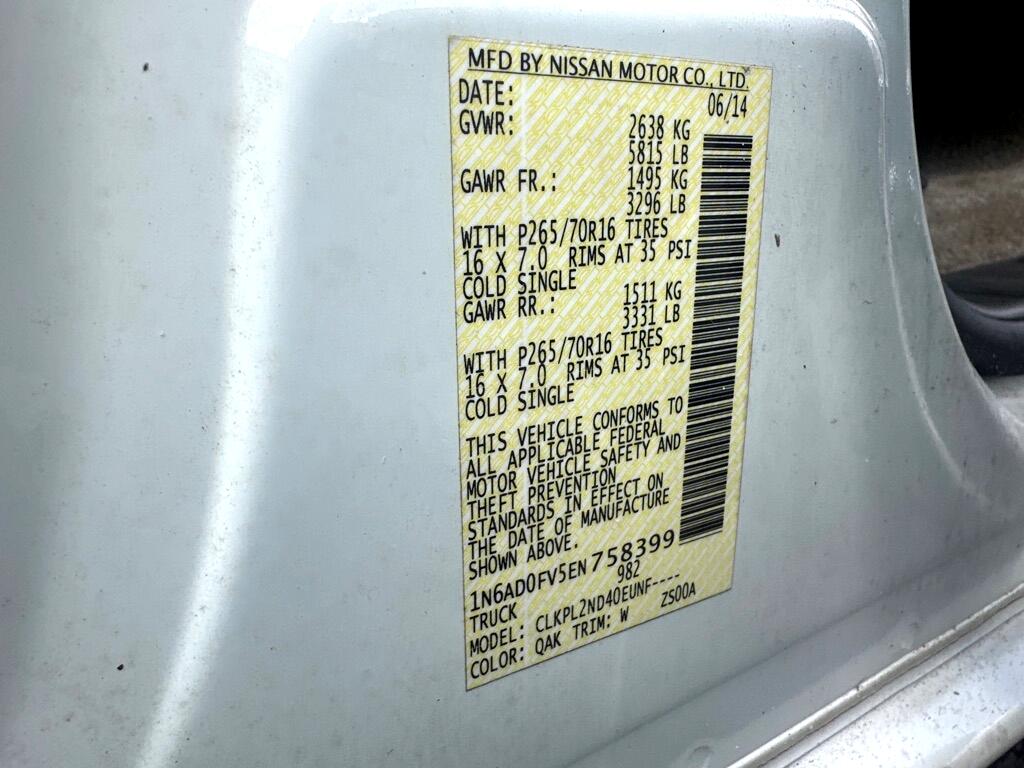 MFD BY NISSAN MOTOR CO., LTD.
DATE: 06/14
GVWR: 2638 KG
5815 LB
GAWR FR.: 1495 KG
3296 LB
WITH P265/70R16 TIRES
16 X 7.0 RIMS AT 35 PSI
COLD SINGLE
GAWR RR.: 1511 KG
3331 LB
WITH P265/70R16 TIRES
16 X 7.0 RIMS AT 35 PSI
COLD SINGLE
THIS VEHICLE CONFORMS TO
ALL APPLICABLE FEDERAL
MOTOR VEHICLE SAFETY AND
THEFT PREVENTION
STANDARDS IN EFFECT ON
THE DATE OF MANUFACTURE
SHOWN ABOVE.
1N6AD0FV5EN758399
TRUCK 982
MODEL: CLKPL2ND40EUNF----
COLOR: QAK TRIM: W ZS00A